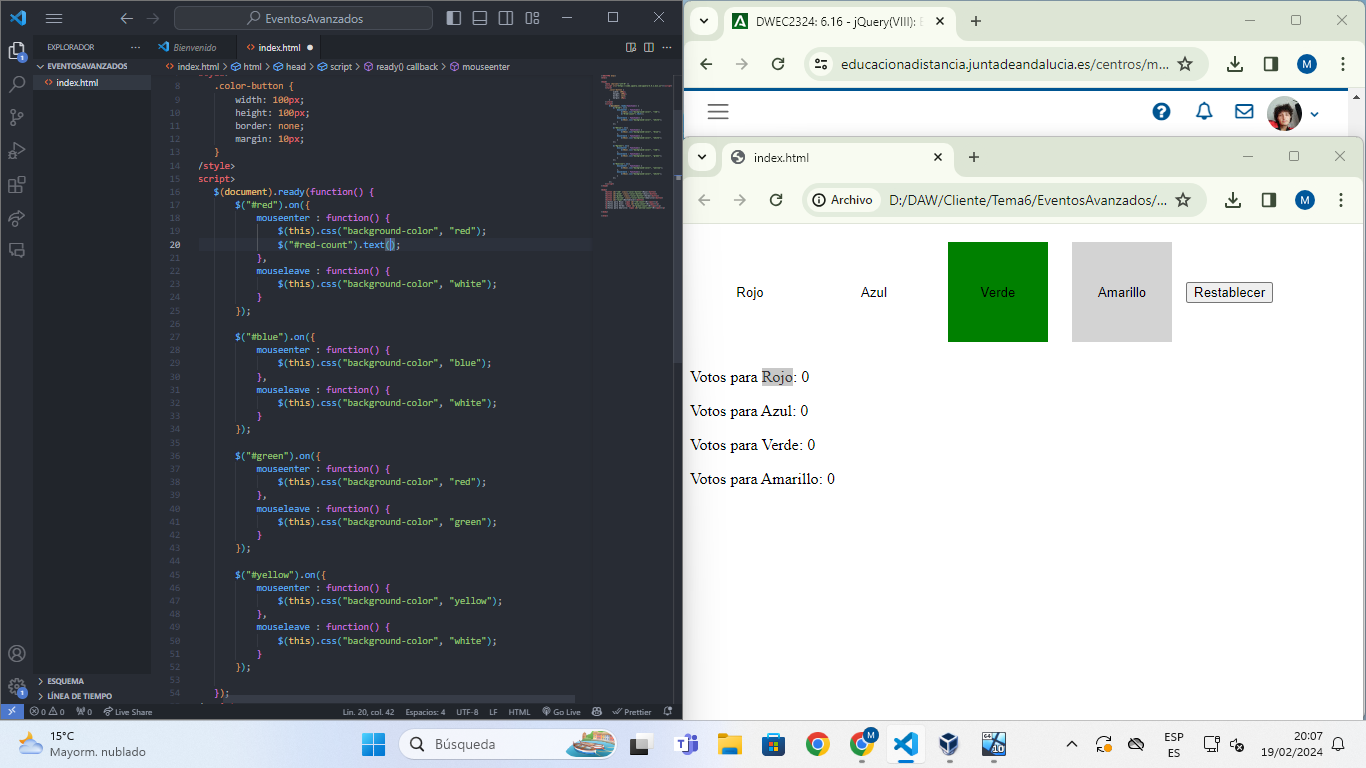 EventosAvanzados
EXPLORADOR
EVENTOSAVANZADOS
index.html
Bienvenido
index.html
index.html > html > head > script > ready() callback > mouseenter
8 .color-button {
9 width: 100px;
10 height: 100px;
11 border: none;
12 margin: 10px;
13 }
14 /style>
15 script>
16 $(document).ready(function() {
17 $("#red").on({
18 mouseenter : function() {
19 $(this).css("background-color", "red");
20 $("#red-count").text();
21 },
22 mouseleave : function() {
23 $(this).css("background-color", "white");
24 }
25 });
26
27 $("#blue").on({
28 mouseenter : function() {
29 $(this).css("background-color", "blue");
30 },
31 mouseleave : function() {
32 $(this).css("background-color", "white");
33 }
34 });
35
36 $("#green").on({
37 mouseenter : function() {
38 $(this).css("background-color", "red");
39 },
40 mouseleave : function() {
41 $(this).css("background-color", "green");
42 }
43 });
44
45 $("#yellow").on({
46 mouseenter : function() {
47 $(this).css("background-color", "yellow");
48 },
49 mouseleave : function() {
50 $(this).css("background-color", "white");
51 }
52 });
53
54 });
ESQUEMA
LÍNEA DE TIEMPO
1
1
0 0 0 Live Share
Lín. 20, col. 42 Espacios: 4 UTF-8 LF HTML Go Live Prettier
DWEC2324: 6.16 - jQuery(VIII): E
educacionadistancia.juntadeandalucia.es/centros/m...
M
index.html
Archivo D:/DAW/Cliente/Tema6/EventosAvanzados/...
M
Rojo Azul Verde Amarillo Restablecer
Votos para Rojo: 0
Votos para Azul: 0
Votos para Verde: 0
Votos para Amarillo: 0
15°C
Mayorm. nublado
Búsqueda
M
ESP
ES
20:07
19/02/2024